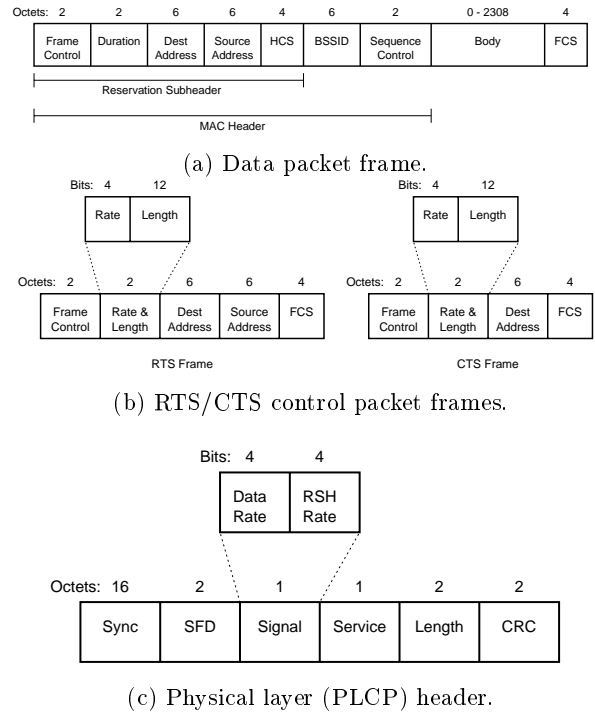 Octets: 2 2 6 6 4 6 2 0 - 2308 4
Frame Control Duration Dest Address Source Address HCS BSSID Sequence Control Body FCS
Reservation Subheader
MAC Header
(a) Data packet frame.
Bits: 4 12
Rate Length
Octets: 2 2 6 6 4
Frame Control Rate & Length Dest Address Source Address FCS
RTS Frame
Bits: 4 12
Rate Length
Octets: 2 2 6 4
Frame Control Rate & Length Dest Address FCS
CTS Frame
(b) RTS/CTS control packet frames.
Bits: 4 4
Data Rate RSH Rate
Octets: 16 2 1 1 2 2
Sync SFD Signal Service Length CRC
(c) Physical layer (PLCP) header.